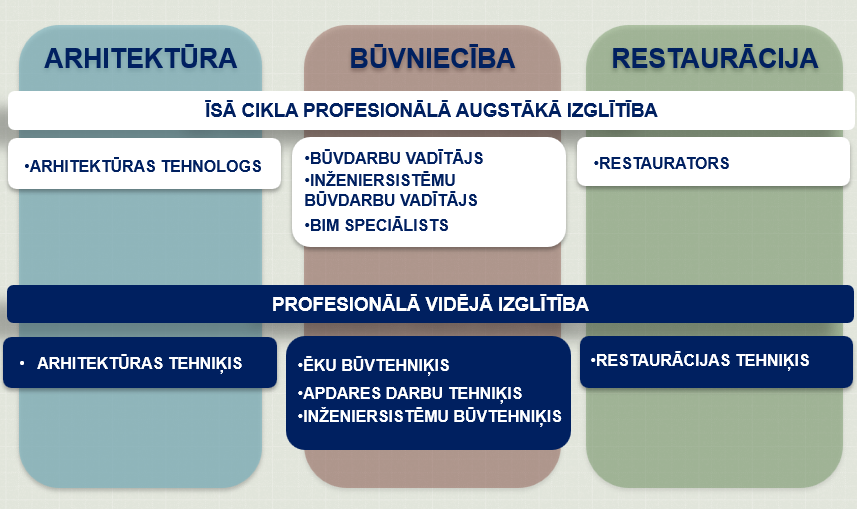 ARHITEKTŪRA
BŪVNIECĪBA
RESTAURĀCIJA
ĪSĀ CIKLA PROFESIONĀLĀ AUGSTĀKĀ IZGLĪTĪBA
•ARHITEKTŪRAS TEHNOLOGS
•BŪVDARBU VADĪTĀJS
•INŽENIERSISTĒMU
BŪVDARBU VADĪTĀJS
•BIM SPECIĀLISTS
•RESTAURATORS
PROFESIONĀLĀ VIDĒJĀ IZGLĪTĪBA
• ARHITEKTŪRAS TEHNIĶIS
•ĒKU BŪVTEHNIĶIS
•APDARES DARBU TEHNIĶIS
•INŽENIERSISTĒMU BŪVTEHNIĶIS
•RESTAURĀCIJAS TEHNIĶIS